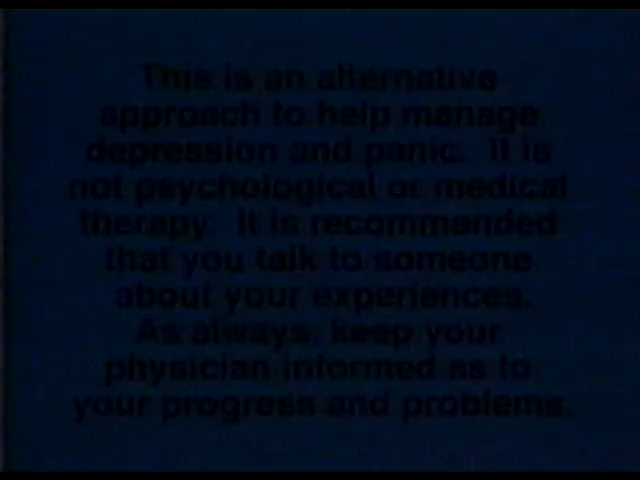 This is an alternative
approach to help manage
depression and panic. It is
not psychological or medical
therapy. It is recommended
that you talk to someone
about your experiences.
As always, keep your
physician informed as to
your progress and problems.